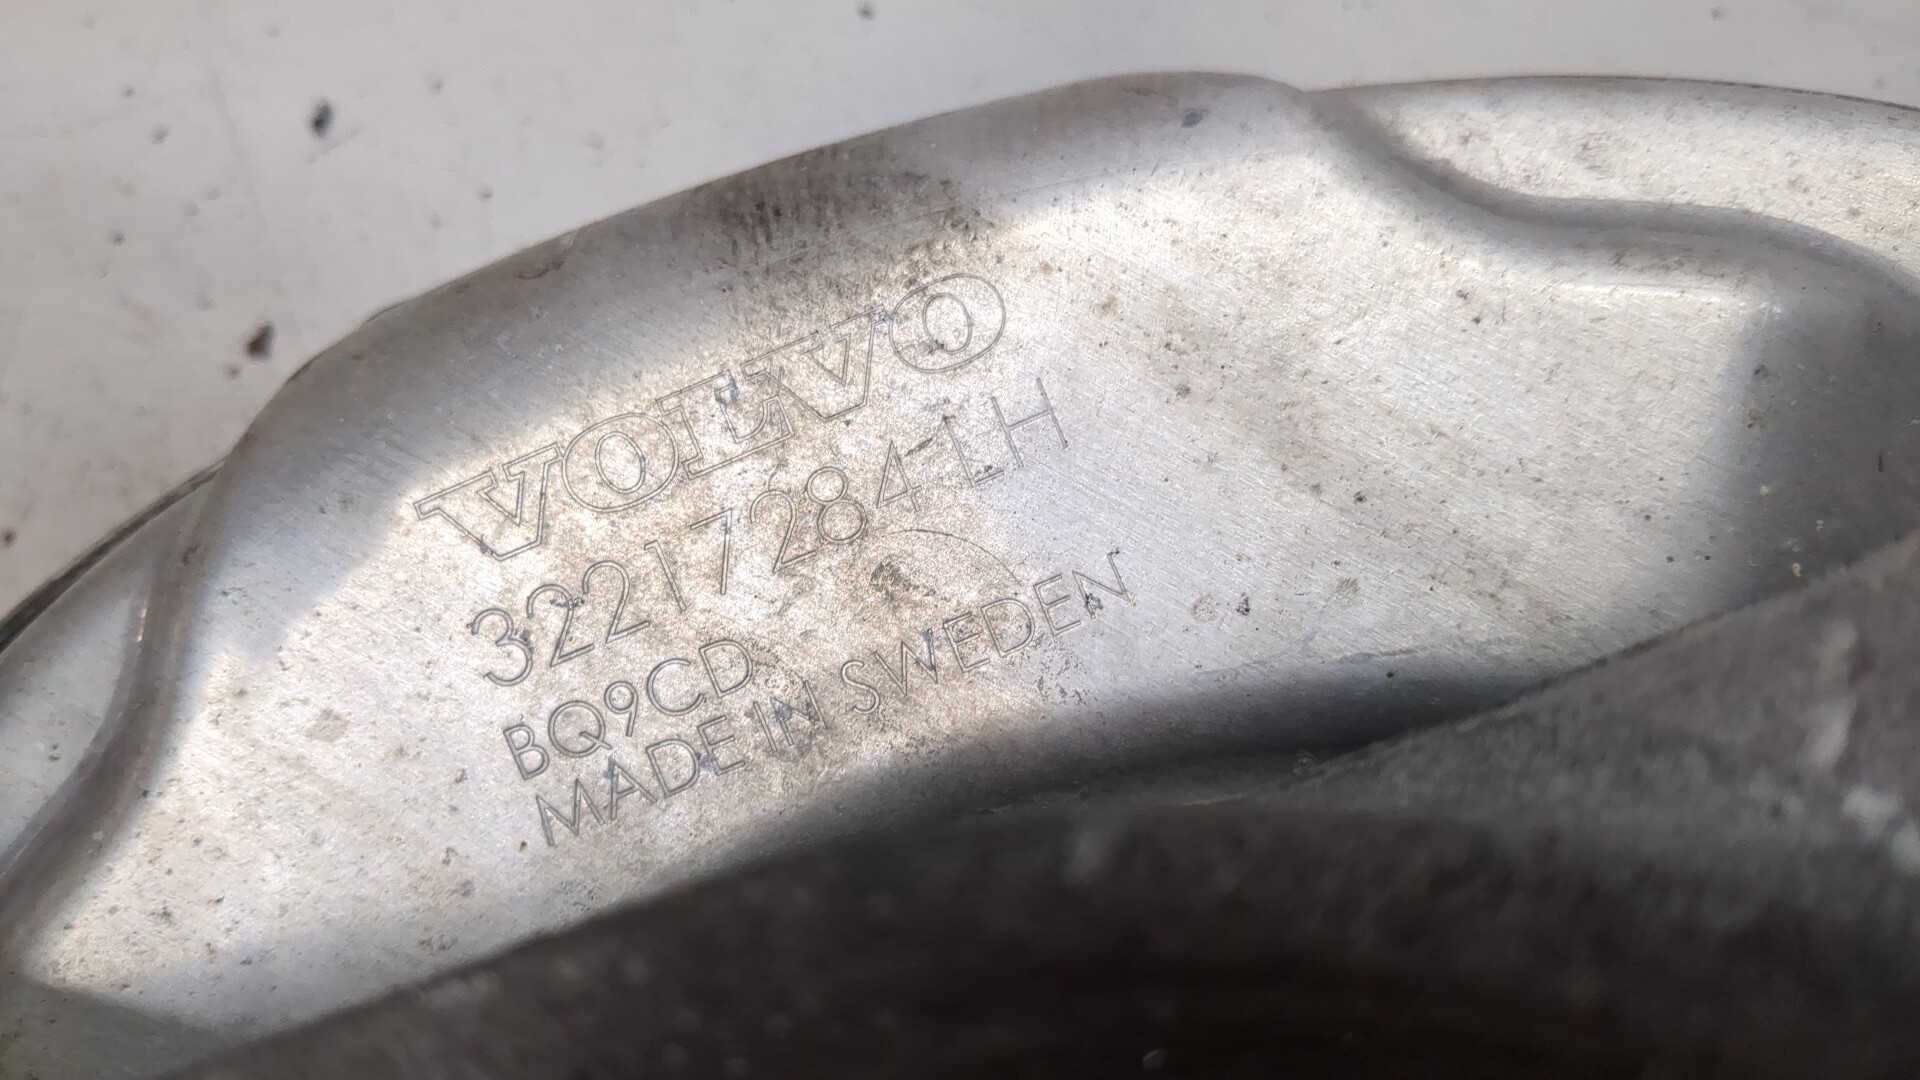 VOLVO
32217284 LH
BQ9CD
MADE IN SWEDEN